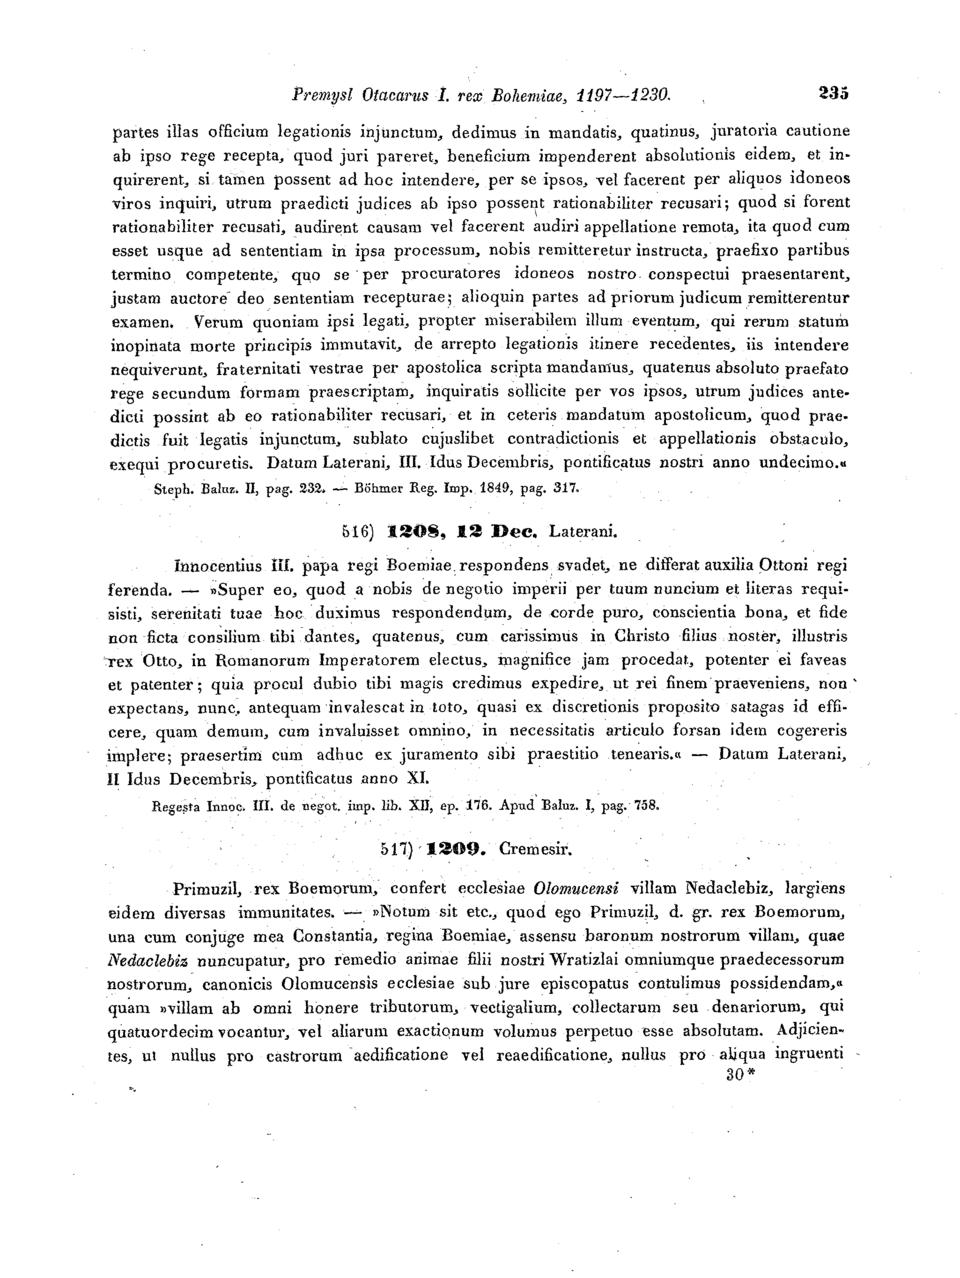 Premysl Otacarus I. rex Bohemiae, 1197—1230. 235
partes illas officium legationis injunctum, dedimus in mandatis, quatinus, juratoria cautione
ab ipso rege recepta, quod juri pareret, beneficium impenderent absolutionis eidem, et in-
quirerent, si tamen possent ad hoc intendere, per se ipsos, vel facerent per aliquos idoneos
viros inquiri, utrum praedicti judices ab ipso possent rationabiliter recusari; quod si forent
rationabiliter recusati, audirent causam vel facerent audiri appellatione remota, ita quod cum
esset usque ad sententiam in ipsa processum, nobis remitteretur instructa, praefixo partibus
termino competente, quo se per procuratores idoneos nostro conspectui praesentarent,
justam auctore deo sententiam recepturae; alioquin partes ad priorum judicum remitterentur
examen. Verum quoniam ipsi legati, propter miserabilem illum eventum, qui rerum statum
inopinata morte principis immutavit, de arrepto legationis itinere recedentes, iis intendere
nequiverunt, fraternitati vestrae per apostolica scripta mandamus, quatenus absoluto praefato
rege secundum formam praescriptam, inquiratis sollicite per vos ipsos, utrum judices ante-
dicti possint ab eo rationabiliter recusari, et in ceteris mandatum apostolicum, quod prae-
dictis fuit legatis injunctum, sublato cujuslibet contradictionis et appellationis obstaculo,
exequi procuretis. Datum Laterani, III. Idus Decembris, pontificatus nostri anno undecimo.«
Steph. Baluz. II, pag. 232. — Böhmer Reg. Imp. 1849, pag. 317.
516) 1208, 12 Dec. Laterani.
Innocentius III. papa regi Boemiae respondens svadet, ne differat auxilia Ottoni regi
ferenda. — »Super eo, quod a nobis de negotio imperii per tuum nuncium et literas requi-
sisti, serenitati tuae hoc duximus respondendum, de corde puro, conscientia bona, et fide
non ficta consilium tibi dantes, quatenus, cum carissimus in Christo filius noster, illustris
rex Otto, in Romanorum Imperatorem electus, magnifice jam procedat, potenter ei faveas
et patenter; quia procul dubio tibi magis credimus expedire, ut rei finem praeveniens, non
expectans, nunc, antequam invalescat in toto, quasi ex discretionis proposito satagas id effi-
cere, quam demum, cum invaluisset omnino, in necessitatis articulo forsan idem cogereris
implere; praesertim cum adhuc ex juramento sibi praestitio tenearis.« — Datum Laterani,
II Idus Decembris, pontificatus anno XI.
Regesta Innoc. III. de negot. imp. lib. XII, ep. 176. Apud Baluz. I, pag. 758.
517) 1209. Cremesir.
Primuzil, rex Boemorum, confert ecclesiae Olomucensi villam Nedaclebiz, largiens
eidem diversas immunitates. — »Notum sit etc., quod ego Primuzil, d. gr. rex Boemorum,
una cum conjuge mea Constantia, regina Boemiae, assensu baronum nostrorum villam, quae
Nedaclebiz nuncupatur, pro remedio animae filii nostri Wratizlai omniumque praedecessorum
nostrorum, canonicis Olomucensis ecclesiae sub jure episcopatus contulimus possidendam,«
quam »villam ab omni honere tributorum, vectigalium, collectarum seu denariorum, qui
quatuordecim vocantur, vel aliarum exactionum volumus perpetuo esse absolutam. Adjicien-
tes, ut nullus pro castrorum aedificatione vel reaedificatione, nullus pro aliqua ingruenti
30*